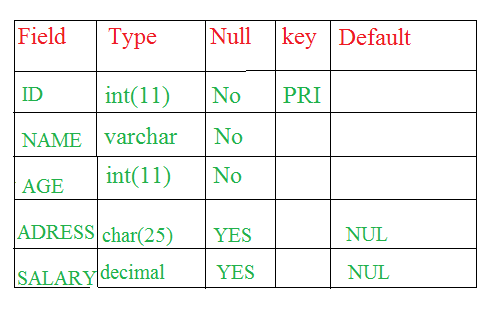 Field Type Null key Default
ID int(11) No PRI
NAME varchar No
AGE int(11) No
ADRESS char(25) YES NUL
SALARY decimal YES NUL